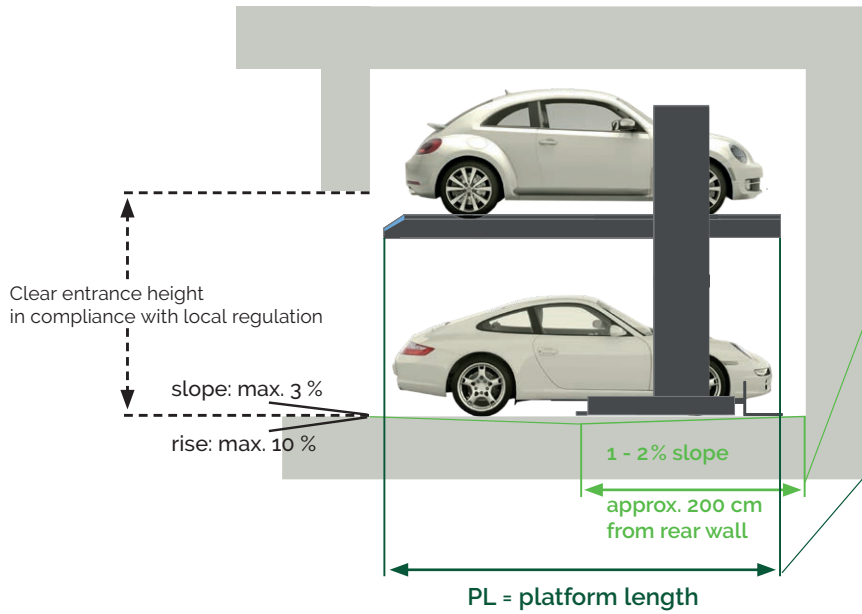 Clear entrance height
in compliance with local regulation
slope: max. 3 %
rise: max. 10 %
1 - 2% slope
approx. 200 cm
from rear wall
PL = platform length